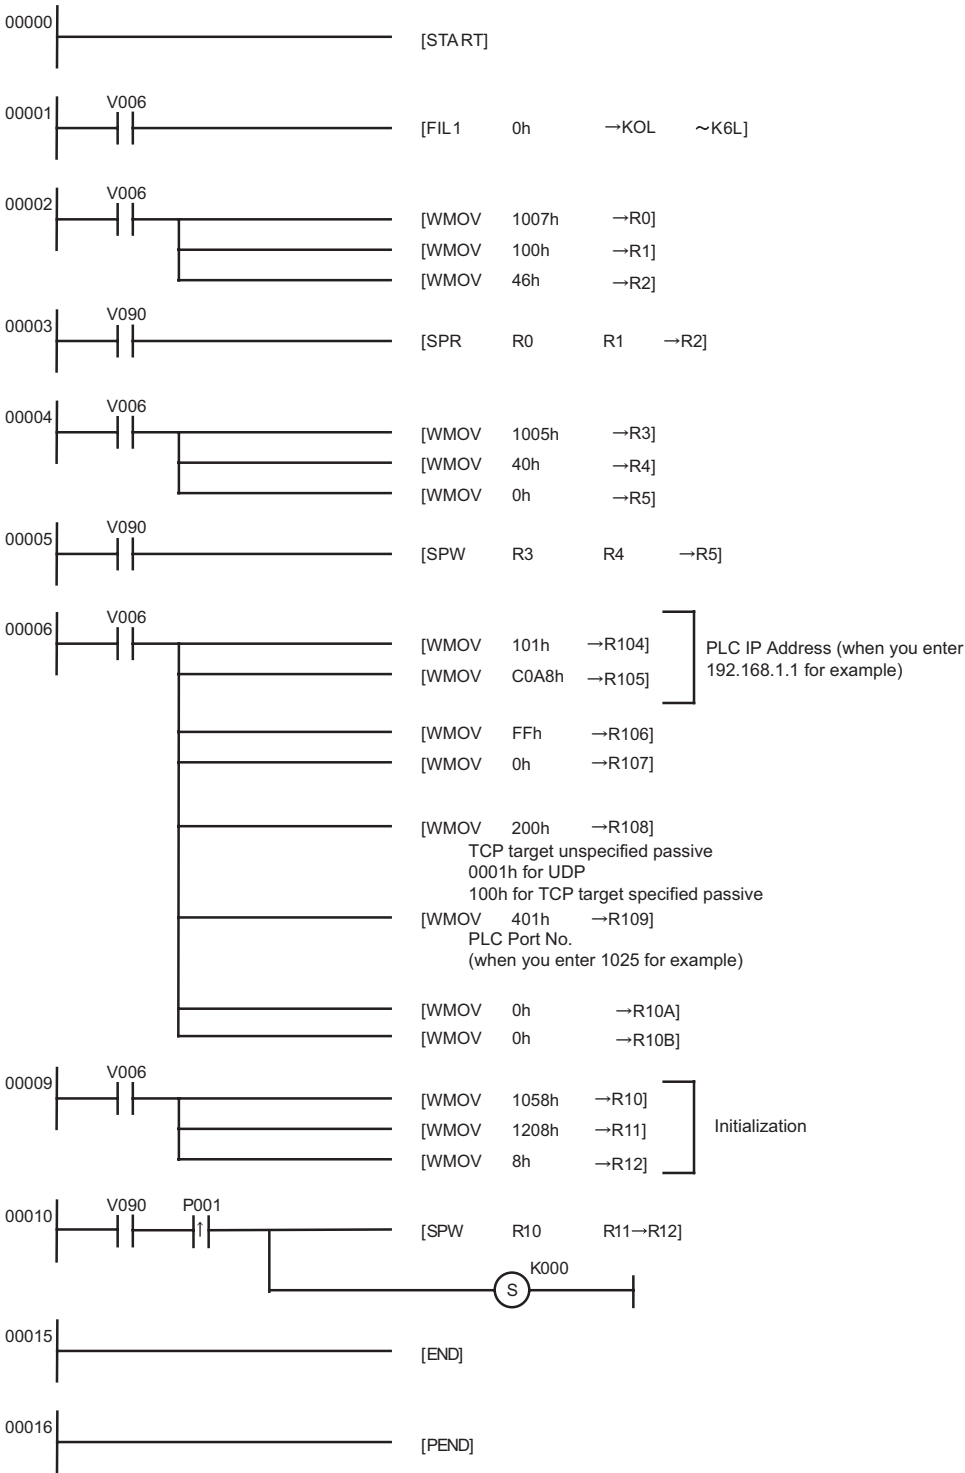 00000
[START]
00001 V006
[FIL1 0h →KOL ～K6L]
00002 V006
[WMOV 1007h →R0]
[WMOV 100h →R1]
[WMOV 46h →R2]
00003 V090
[SPR R0 R1 →R2]
00004 V006
[WMOV 1005h →R3]
[WMOV 40h →R4]
[WMOV 0h →R5]
00005 V090
[SPW R3 R4 →R5]
00006 V006
[WMOV 101h →R104]
[WMOV C0A8h →R105]
PLC IP Address (when you enter
192.168.1.1 for example)
[WMOV FFh →R106]
[WMOV 0h →R107]
[WMOV 200h →R108]
TCP target unspecified passive
0001h for UDP
100h for TCP target specified passive
[WMOV 401h →R109]
PLC Port No.
(when you enter 1025 for example)
[WMOV 0h →R10A]
[WMOV 0h →R10B]
00009 V006
[WMOV 1058h →R10]
[WMOV 1208h →R11]
[WMOV 8h →R12]
Initialization
00010 V090 P001
↑
[SPW R10 R11→R12]
K000
S
00015
[END]
00016
[PEND]